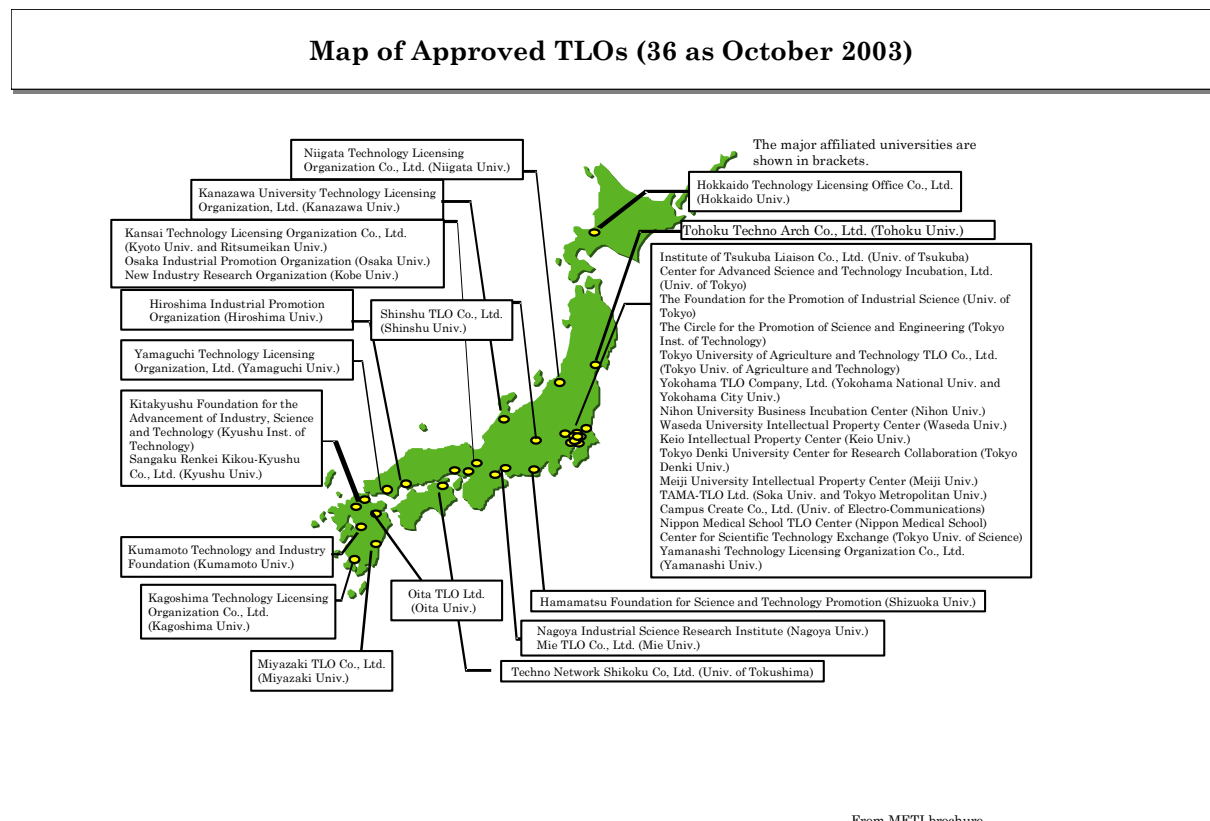 Map of Approved TLOs (36 as October 2003)
The major affiliated universities are
shown in brackets.
Niigata Technology Licensing
Organization Co., Ltd. (Niigata Univ.)
Kanazawa University Technology Licensing
Organization, Ltd. (Kanazawa Univ.)
Kansai Technology Licensing Organization Co., Ltd.
(Kyoto Univ. and Ritsumeikan Univ.)
Osaka Industrial Promotion Organization (Osaka Univ.)
New Industry Research Organization (Kobe Univ.)
Hiroshima Industrial Promotion
Organization (Hiroshima Univ.)
Shinshu TLO Co., Ltd.
(Shinshu Univ.)
Yamaguchi Technology Licensing
Organization, Ltd. (Yamaguchi Univ.)
Kitakyushu Foundation for the
Advancement of Industry, Science
and Technology (Kyushu Inst. of
Technology)
Sangaku Renkei Kikou-Kyushu
Co., Ltd. (Kyushu Univ.)
Kumamoto Technology and Industry
Foundation (Kumamoto Univ.)
Kagoshima Technology Licensing
Organization Co., Ltd.
(Kagoshima Univ.)
Miyazaki TLO Co., Ltd.
(Miyazaki Univ.)
Oita TLO Ltd.
(Oita Univ.)
Hokkaido Technology Licensing Office Co., Ltd.
(Hokkaido Univ.)
Tohoku Techno Arch Co., Ltd. (Tohoku Univ.)
Institute of Tsukuba Liaison Co., Ltd. (Univ. of Tsukuba)
Center for Advanced Science and Technology Incubation, Ltd.
(Univ. of Tokyo)
The Foundation for the Promotion of Industrial Science (Univ. of
Tokyo)
The Circle for the Promotion of Science and Engineering (Tokyo
Inst. of Technology)
Tokyo University of Agriculture and Technology TLO Co., Ltd.
(Tokyo Univ. of Agriculture and Technology)
Yokohama TLO Company, Ltd. (Yokohama National Univ. and
Yokohama City Univ.)
Nihon University Business Incubation Center (Nihon Univ.)
Waseda University Intellectual Property Center (Waseda Univ.)
Keio Intellectual Property Center (Keio Univ.)
Tokyo Denki University Center for Research Collaboration (Tokyo
Denki Univ.)
Meiji University Intellectual Property Center (Meiji Univ.)
TAMA-TLO Ltd. (Soka Univ. and Tokyo Metropolitan Univ.)
Campus Create Co., Ltd. (Univ. of Electro-Communications)
Nippon Medical School TLO Center (Nippon Medical School)
Center for Scientific Technology Exchange (Tokyo Univ. of Science)
Yamanashi Technology Licensing Organization Co., Ltd.
(Yamanashi Univ.)
Hamamatsu Foundation for Science and Technology Promotion (Shizuoka Univ.)
Nagoya Industrial Science Research Institute (Nagoya Univ.)
Mie TLO Co., Ltd. (Mie Univ.)
Techno Network Shikoku Co, Ltd. (Univ. of Tokushima)
From METI brochure